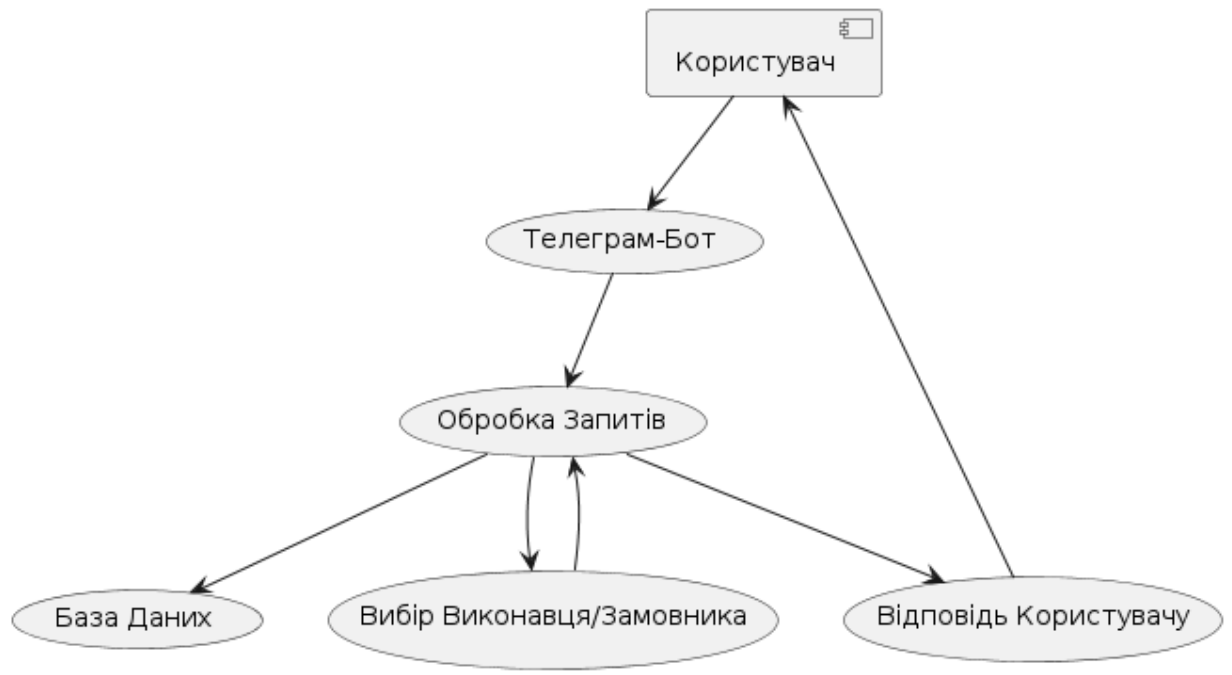 Користувач
Телеграм-Бот
Обробка Запитів
База Даних
Вибір Виконавця/Замовника
Відповідь Користувачу